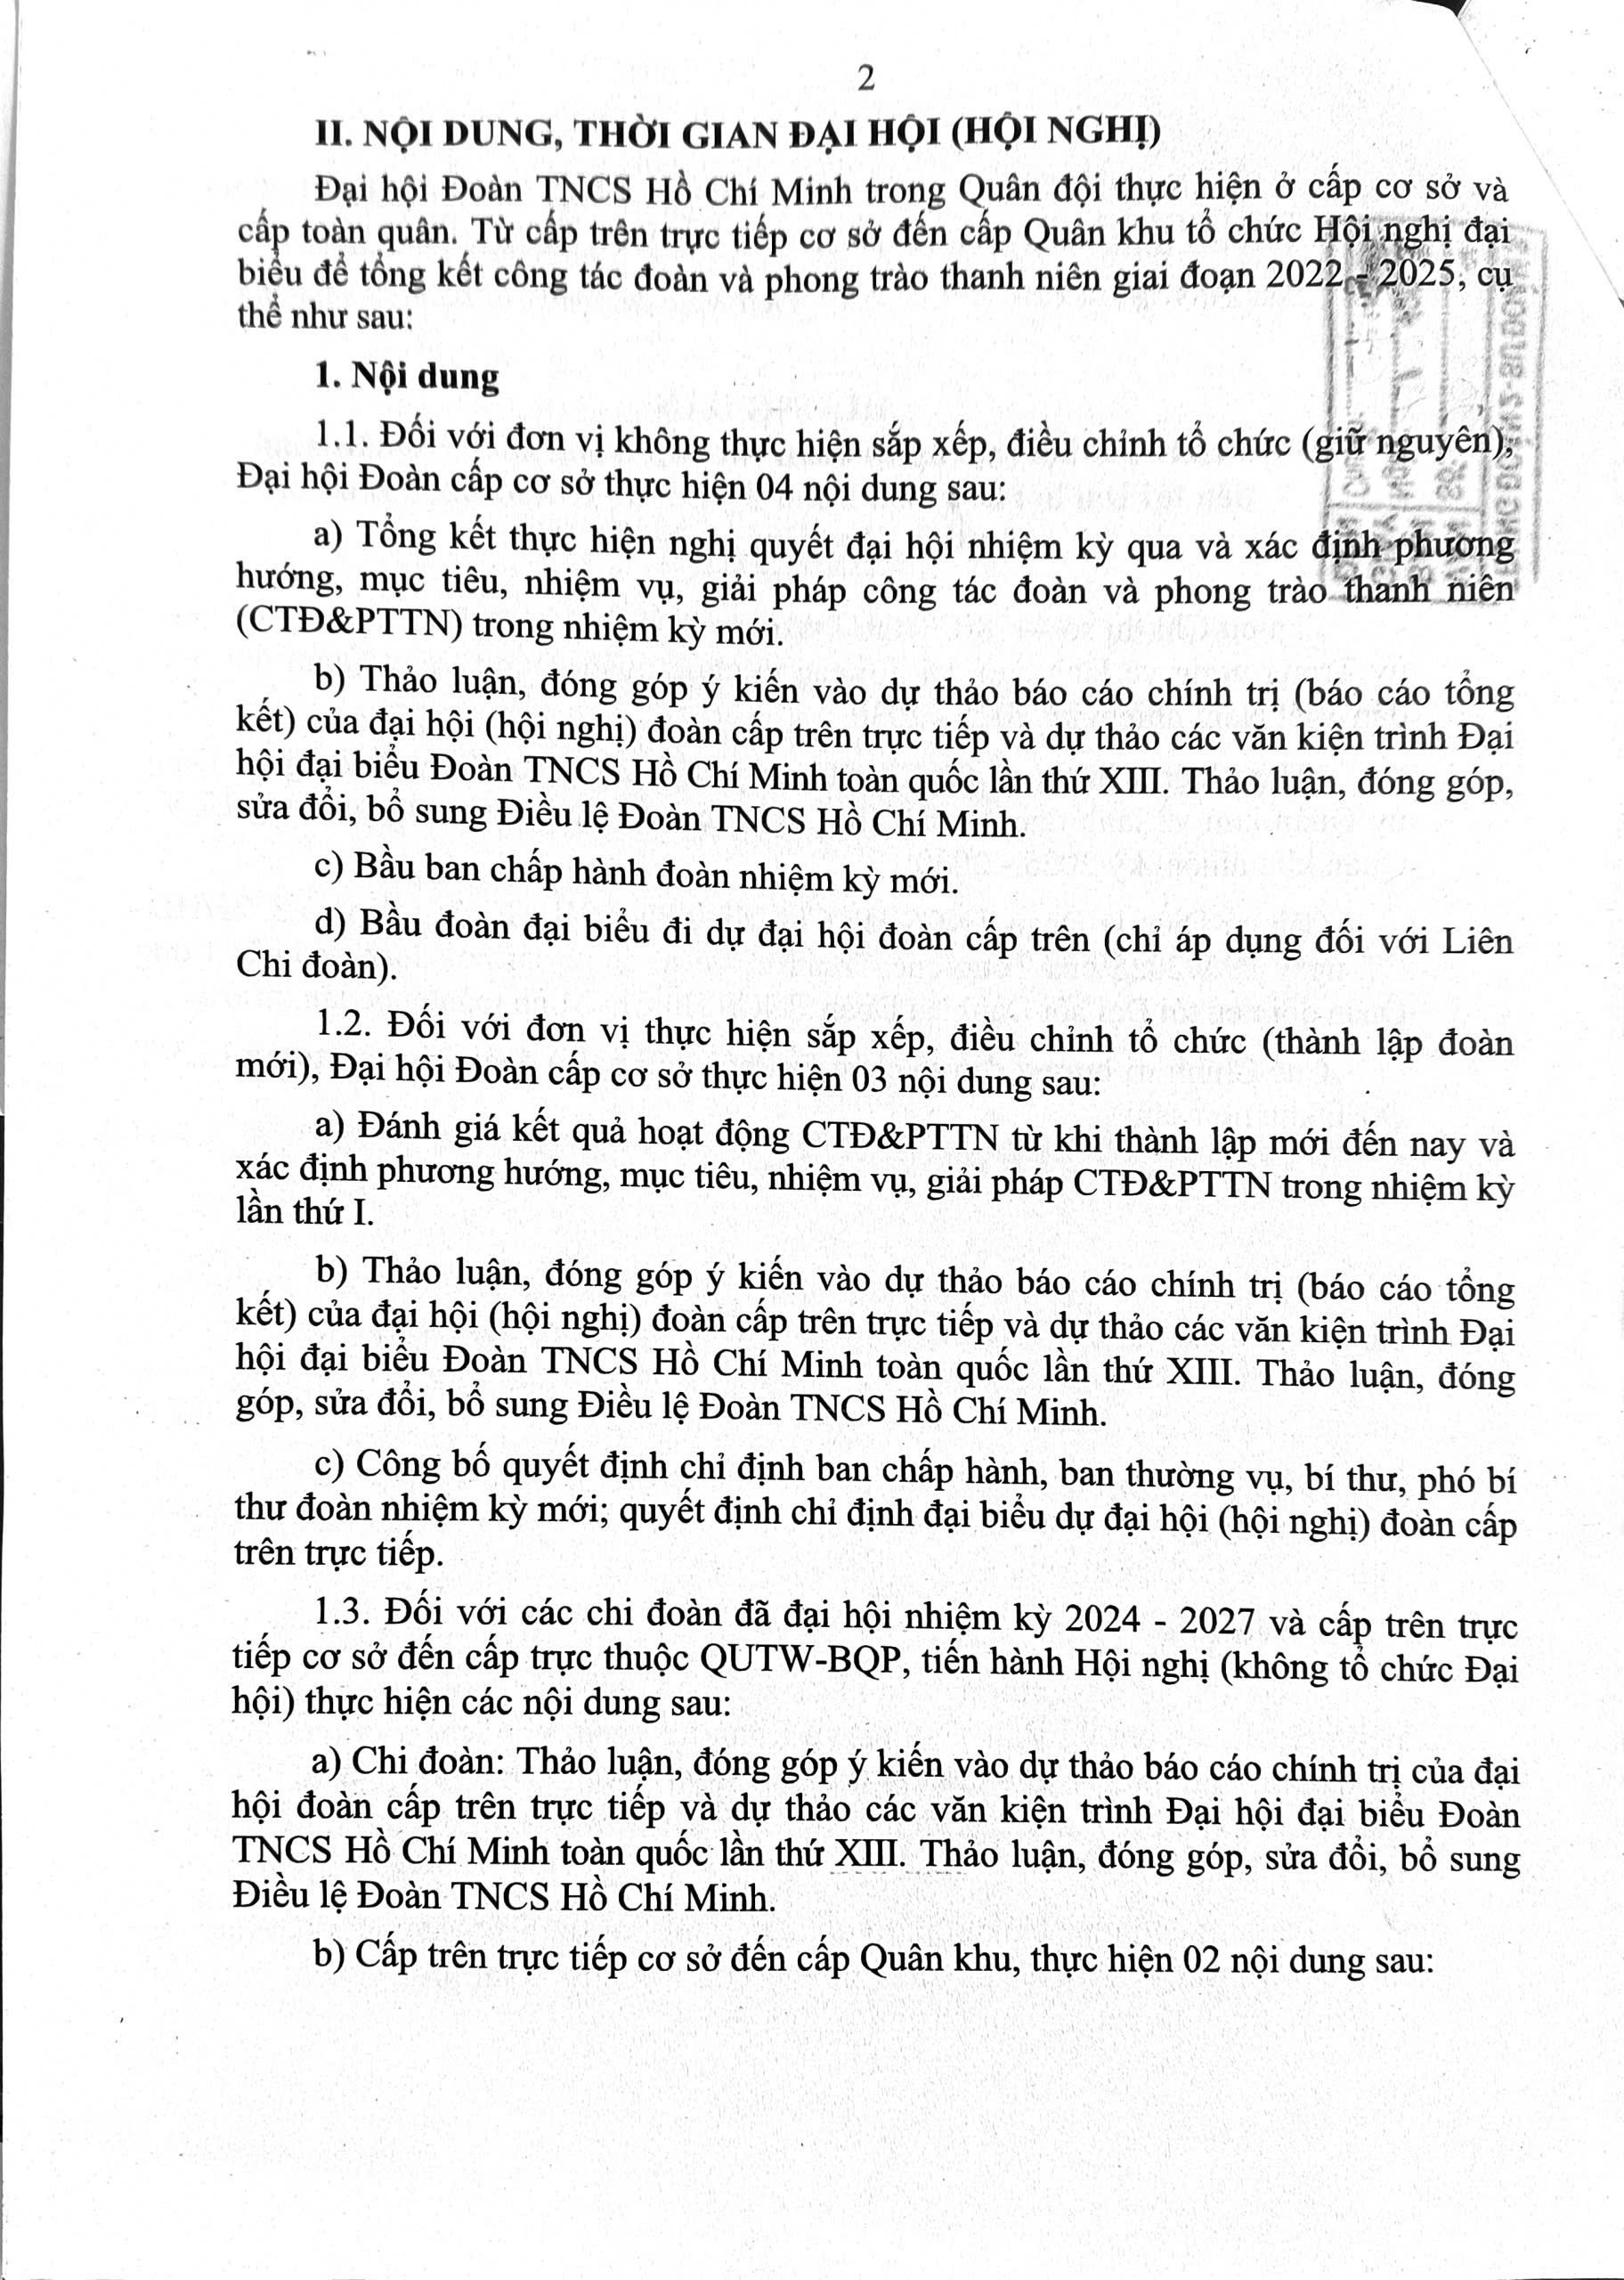 2
II. NỘI DUNG, THỜI GIAN ĐẠI HỘI (HỘI NGHỊ)
Đại hội Đoàn TNCS Hồ Chí Minh trong Quân đội thực hiện ở cấp cơ sở và
cấp toàn quân. Từ cấp trên trực tiếp cơ sở đến cấp Quân khu tổ chức Hội nghị đại
biểu để tổng kết công tác đoàn và phong trào thanh niên giai đoạn 2022 - 2025, cụ
thể như sau:
1. Nội dung
1.1. Đối với đơn vị không thực hiện sắp xếp, điều chỉnh tổ chức (giữ nguyên),
Đại hội Đoàn cấp cơ sở thực hiện 04 nội dung sau:
a) Tổng kết thực hiện nghị quyết đại hội nhiệm kỳ qua và xác định phương
hướng, mục tiêu, nhiệm vụ, giải pháp công tác đoàn và phong trào thanh niên
(CTĐ&PTTN) trong nhiệm kỳ mới.
b) Thảo luận, đóng góp ý kiến vào dự thảo báo cáo chính trị (báo cáo tổng
kết) của đại hội (hội nghị) đoàn cấp trên trực tiếp và dự thảo các văn kiện trình Đại
hội đại biểu Đoàn TNCS Hồ Chí Minh toàn quốc lần thứ XIII. Thảo luận, đóng góp,
sửa đổi, bổ sung Điều lệ Đoàn TNCS Hồ Chí Minh.
c) Bầu ban chấp hành đoàn nhiệm kỳ mới.
d) Bầu đoàn đại biểu đi dự đại hội đoàn cấp trên (chỉ áp dụng đối với Liên
Chi đoàn).
1.2. Đối với đơn vị thực hiện sắp xếp, điều chỉnh tổ chức (thành lập đoàn
mới), Đại hội Đoàn cấp cơ sở thực hiện 03 nội dung sau:
a) Đánh giá kết quả hoạt động CTĐ&PTTN từ khi thành lập mới đến nay và
xác định phương hướng, mục tiêu, nhiệm vụ, giải pháp CTĐ&PTTN trong nhiệm kỳ
lần thứ I.
b) Thảo luận, đóng góp ý kiến vào dự thảo báo cáo chính trị (báo cáo tổng
kết) của đại hội (hội nghị) đoàn cấp trên trực tiếp và dự thảo các văn kiện trình Đại
hội đại biểu Đoàn TNCS Hồ Chí Minh toàn quốc lần thứ XIII. Thảo luận, đóng
góp, sửa đổi, bổ sung Điều lệ Đoàn TNCS Hồ Chí Minh.
c) Công bố quyết định chỉ định ban chấp hành, ban thường vụ, bí thư, phó bí
thư đoàn nhiệm kỳ mới; quyết định chỉ định đại biểu dự đại hội (hội nghị) đoàn cấp
trên trực tiếp.
1.3. Đối với các chi đoàn đã đại hội nhiệm kỳ 2024 - 2027 và cấp trên trực
tiếp cơ sở đến cấp trực thuộc QUTW-BQP, tiến hành Hội nghị (không tổ chức Đại
hội) thực hiện các nội dung sau:
a) Chi đoàn: Thảo luận, đóng góp ý kiến vào dự thảo báo cáo chính trị của đại
hội đoàn cấp trên trực tiếp và dự thảo các văn kiện trình Đại hội đại biểu Đoàn
TNCS Hồ Chí Minh toàn quốc lần thứ XIII. Thảo luận, đóng góp, sửa đổi, bổ sung
Điều lệ Đoàn TNCS Hồ Chí Minh.
b) Cấp trên trực tiếp cơ sở đến cấp Quân khu, thực hiện 02 nội dung sau: